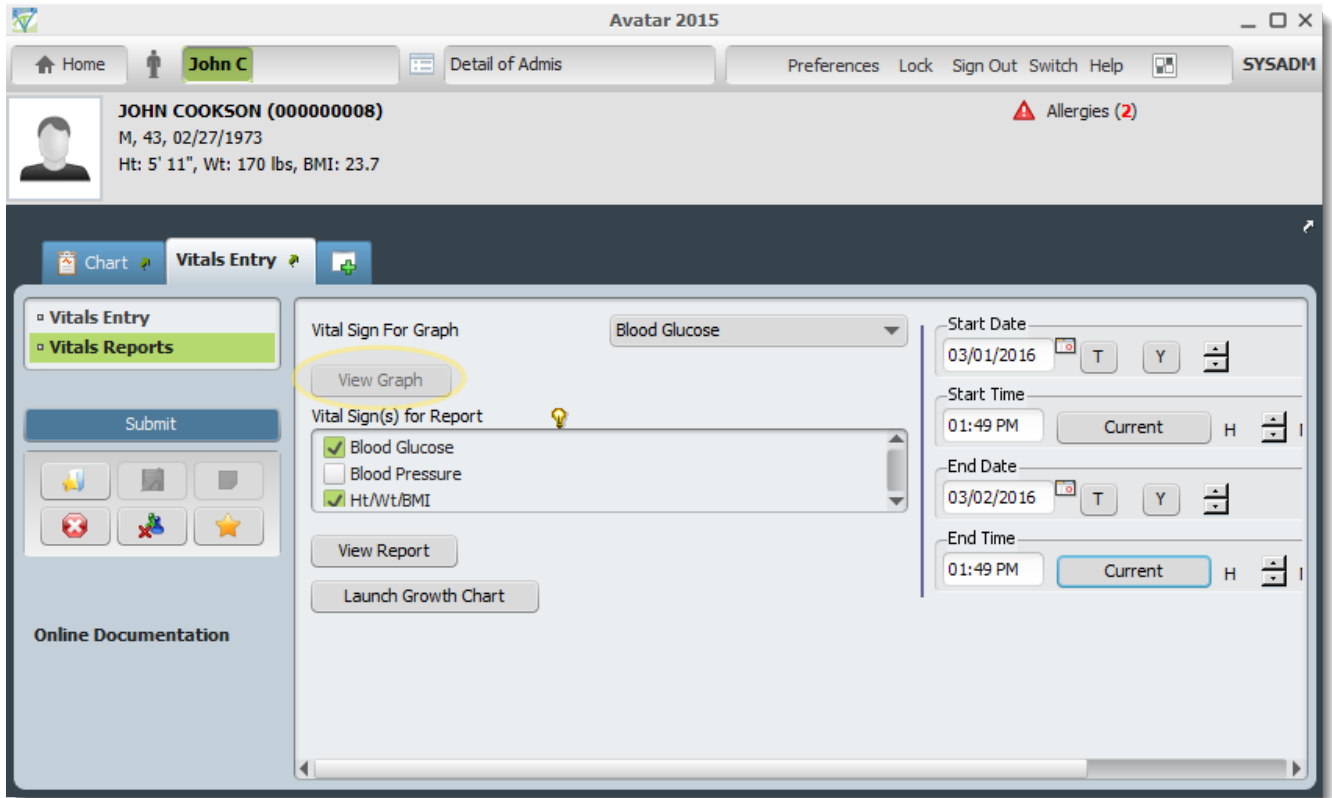 Avatar 2015
Home John C Detail of Admis Preferences Lock Sign Out Switch Help SYSADM
JOHN COOKSON (000000008)
M, 43, 02/27/1973
Ht: 5' 11", Wt: 170 lbs, BMI: 23.7
Allergies (2)
Chart Vitals Entry
Vitals Entry
Vitals Reports
Submit
Online Documentation
Vital Sign For Graph Blood Glucose
View Graph
Vital Sign(s) for Report
Blood Glucose
Blood Pressure
Ht/Wt/BMI
View Report
Launch Growth Chart
Start Date
03/01/2016 T Y
Start Time
01:49 PM Current H
End Date
03/02/2016 T Y
End Time
01:49 PM Current H